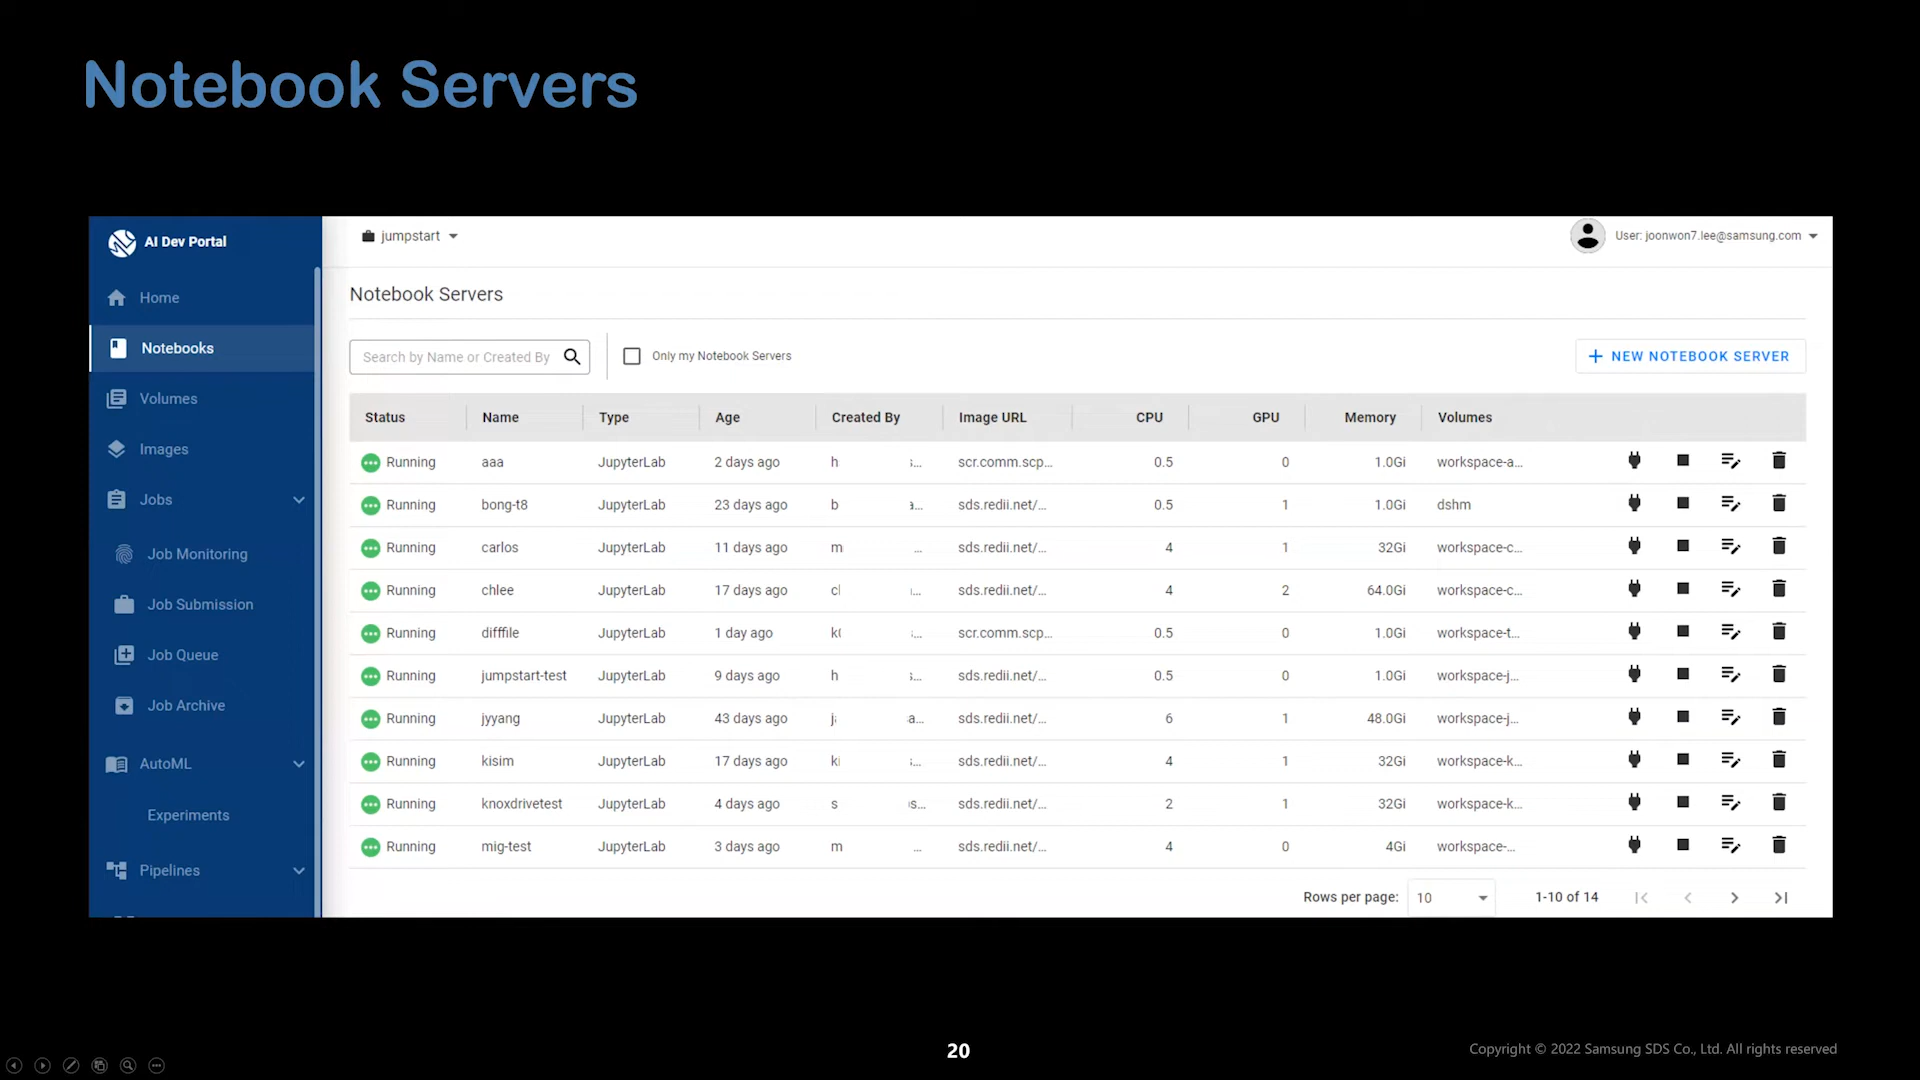 Notebook Servers
AI Dev Portal
jumpstart
User: joonwon7.lee@samsung.com
Home
Notebooks
Volumes
Images
Jobs
Job Monitoring
Job Submission
Job Queue
Job Archive
AutoML
Experiments
Pipelines
Notebook Servers
Search by Name or Created By
Only my Notebook Servers
NEW NOTEBOOK SERVER
Status Name Type Age Created By Image URL CPU GPU Memory Volumes
Running aaa JupyterLab 2 days ago h s... scr.comm.scp... 0.5 0 1.0Gi workspace-a...
Running bong-t8 JupyterLab 23 days ago b a... sds.redii.net/... 0.5 1 1.0Gi dshm
Running carlos JupyterLab 11 days ago m ... sds.redii.net/... 4 1 32Gi workspace-c...
Running chlee JupyterLab 17 days ago cl ... sds.redii.net/... 4 2 64.0Gi workspace-c...
Running difffile JupyterLab 1 day ago k s... scr.comm.scp... 0.5 0 1.0Gi workspace-t...
Running jumpstart-test JupyterLab 9 days ago h s... sds.redii.net/... 0.5 0 1.0Gi workspace-j...
Running jyyang JupyterLab 43 days ago j a... sds.redii.net/... 6 1 48.0Gi workspace-j...
Running kisim JupyterLab 17 days ago ki s... sds.redii.net/... 4 1 32Gi workspace-k...
Running knoxdrivetest JupyterLab 4 days ago s s... sds.redii.net/... 2 1 32Gi workspace-k...
Running mig-test JupyterLab 3 days ago m ... sds.redii.net/... 4 0 4Gi workspace-...
Rows per page: 10 1-10 of 14
20
Copyright © 2022 Samsung SDS Co., Ltd. All rights reserved